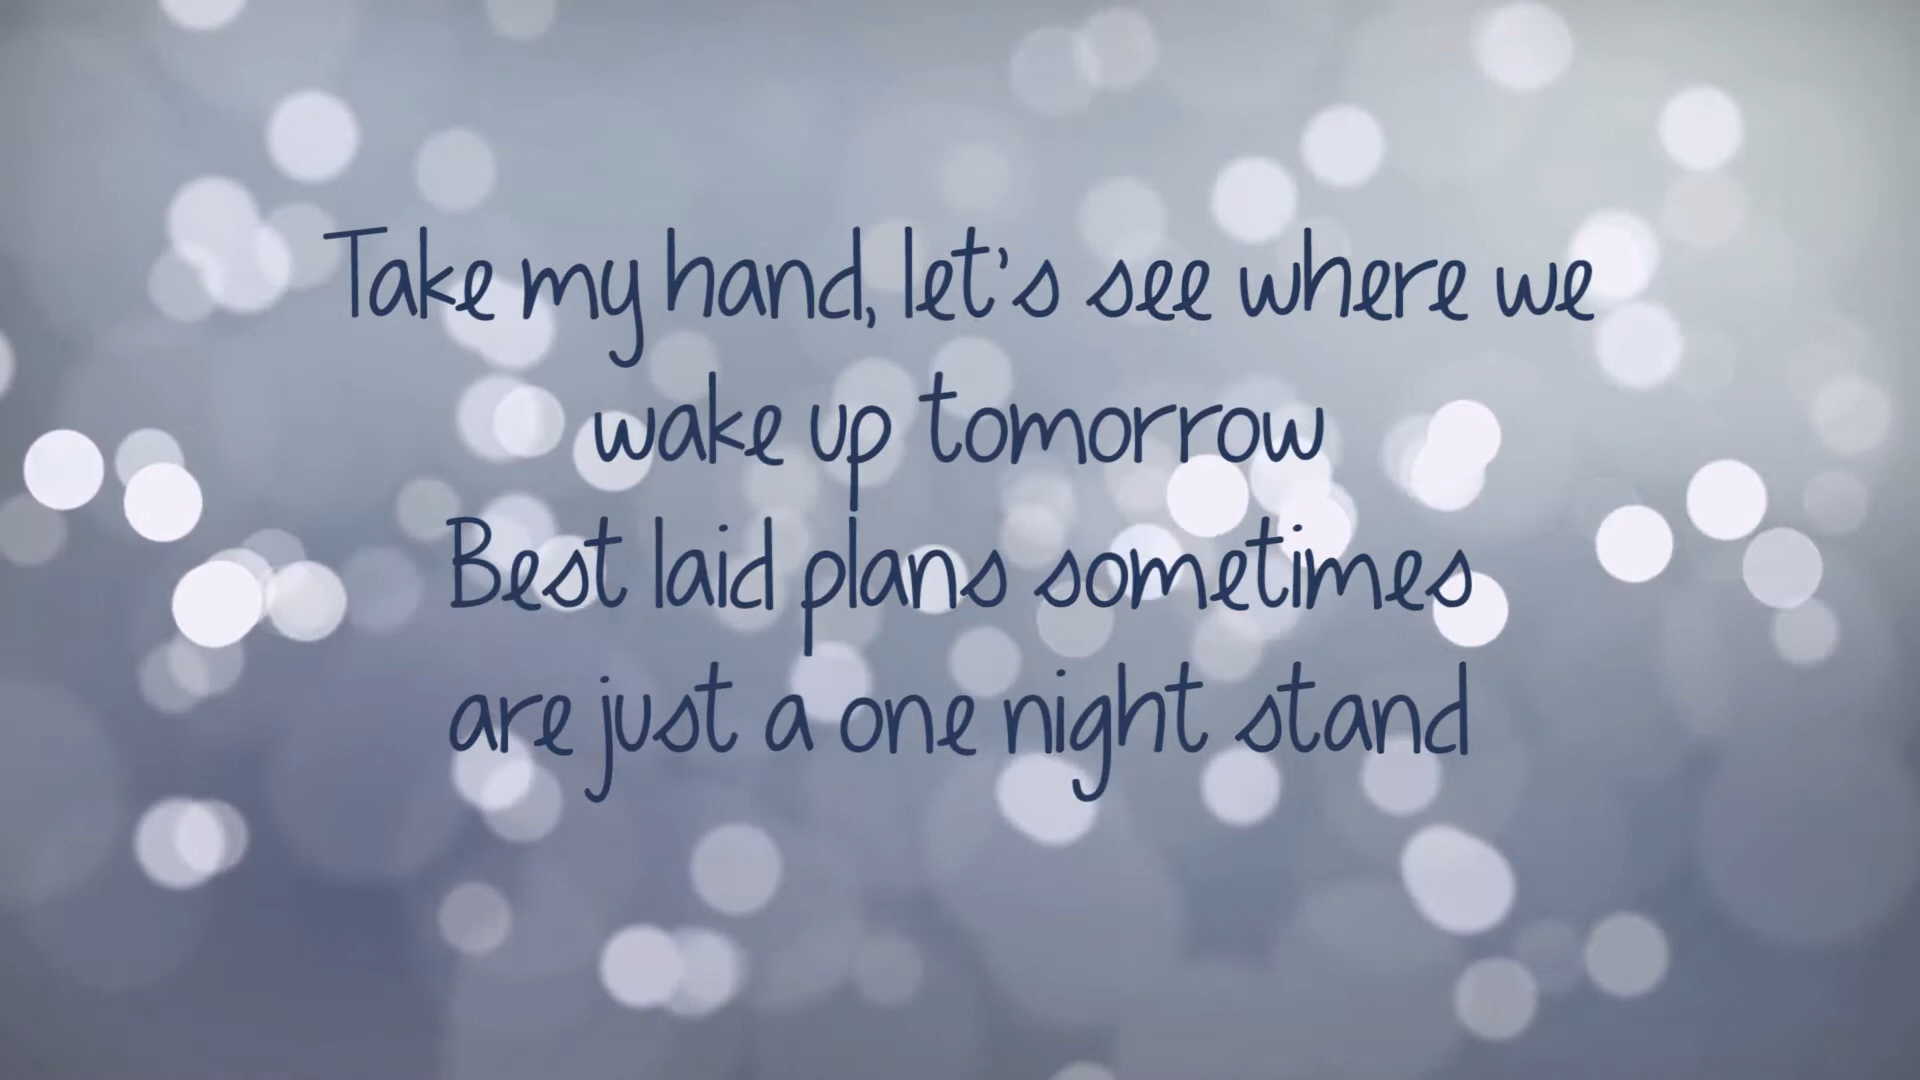 Take my hand, let's see where we
wake up tomorrow
Best laid plans sometimes
are just a one night stand